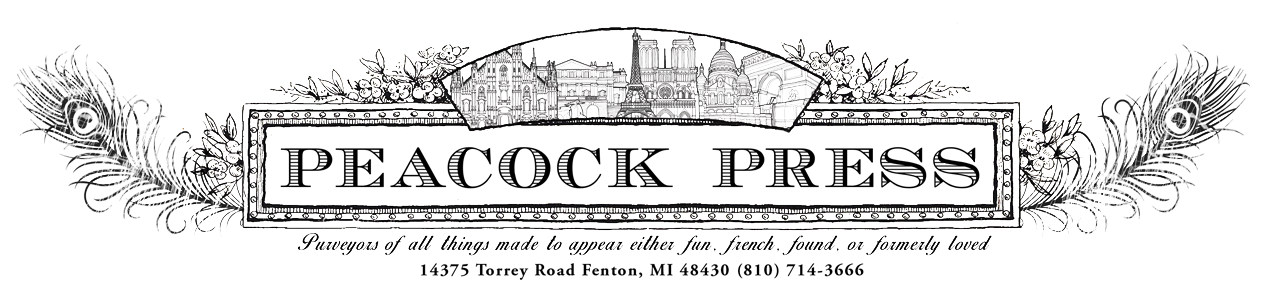 PEACOCK PRESS
Purveyors of all things made to appear either fun, french, found, or formerly loved
14375 Torrey Road Fenton, MI 48430 (810) 714-3666